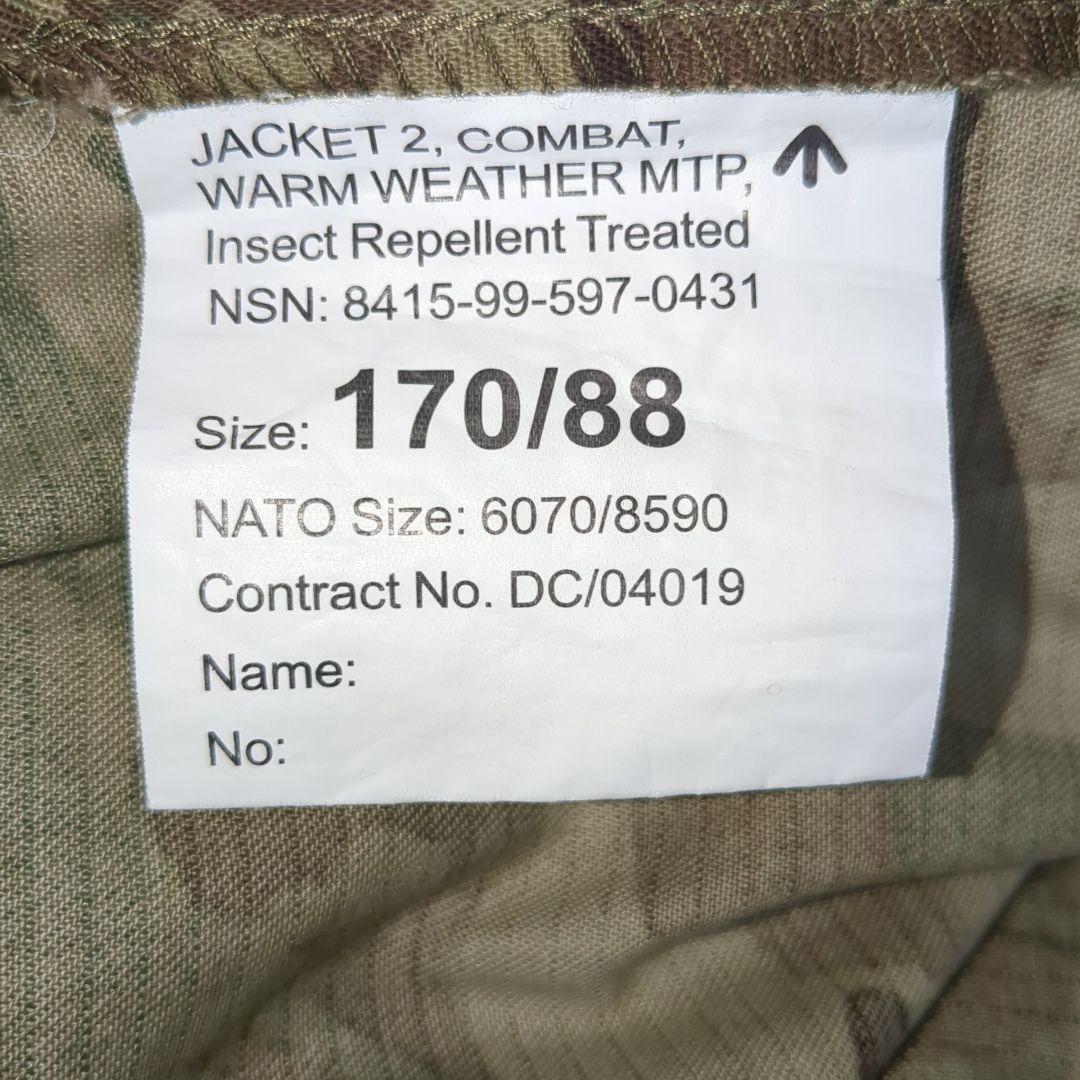 JACKET 2, COMBAT,
WARM WEATHER MTP,
Insect Repellent Treated
NSN: 8415-99-597-0431
Size: 170/88
NATO Size: 6070/8590
Contract No. DC/04019
Name:
No: